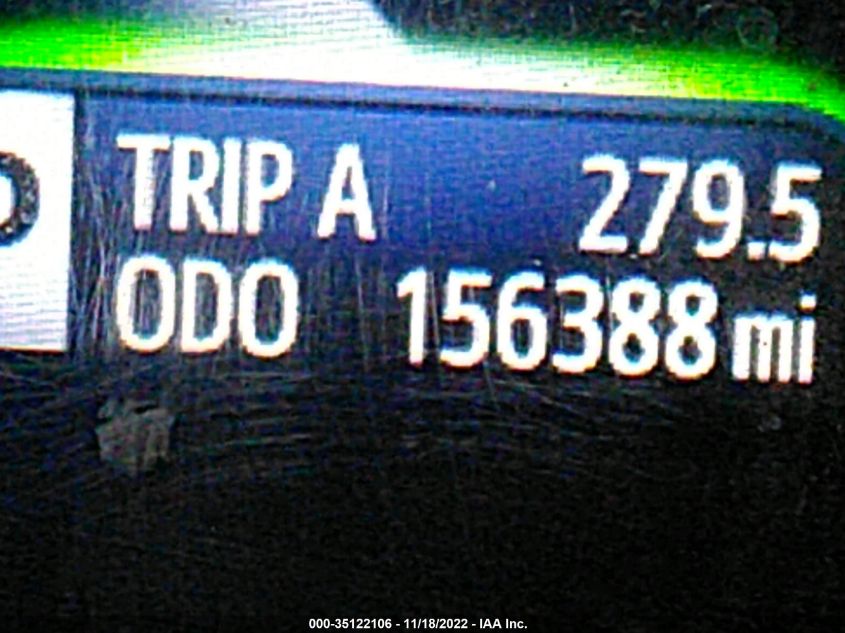 TRIP A 279.5
ODO 156388 mi
000-35122106 - 11/18/2022 - IAA Inc.